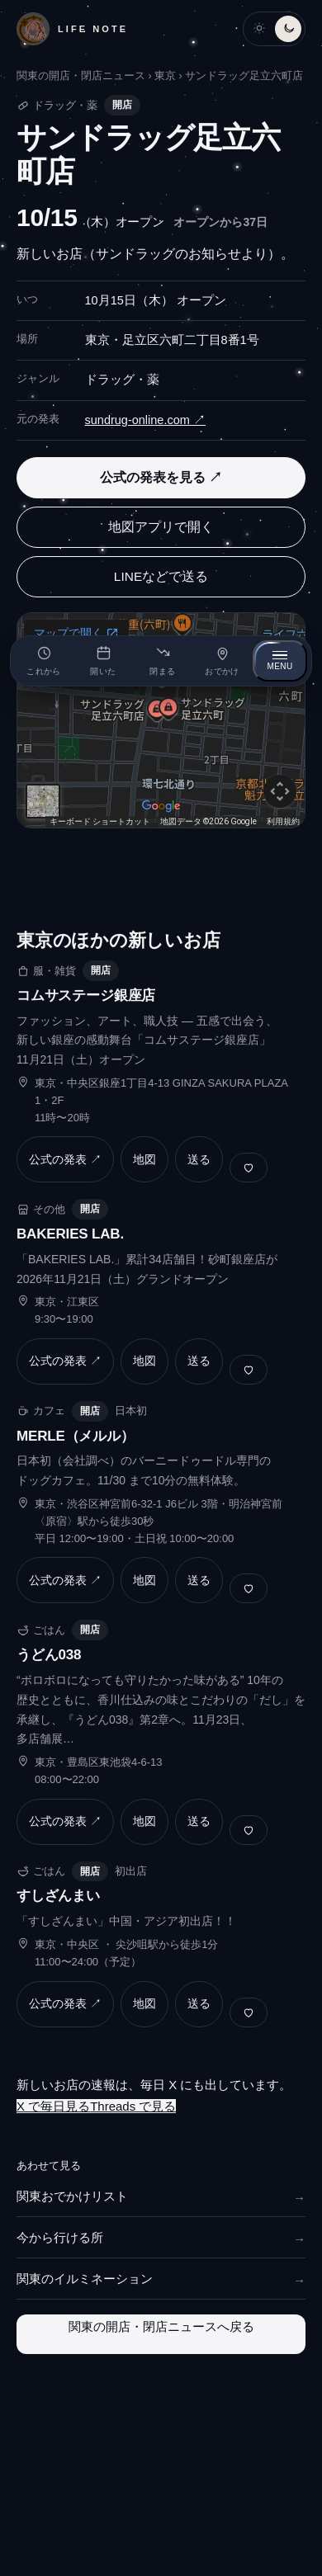 LIFE NOTE
関東の開店・閉店ニュース › 東京 › サンドラッグ足立六町店
ドラッグ・薬 開店
サンドラッグ足立六
町店
10/15 （木）オープン オープンから37日
新しいお店（サンドラッグのお知らせより）。
いつ 10月15日（木） オープン
場所 東京・足立区六町二丁目8番1号
ジャンル ドラッグ・薬
元の発表 sundrug-online.com ↗
公式の発表を見る ↗
地図アプリで開く
LINEなどで送る
マップで開く
これから 開いた 閉まる おでかけ MENU
サンドラッグ
足立六町店
サンドラッグ
足立六町
六町
丁目
2丁目
環七北通り
Google
キーボード ショートカット 地図データ ©2026 Google 利用規約
東京のほかの新しいお店
服・雑貨 開店
コムサステージ銀座店
ファッション、アート、職人技 — 五感で出会う、
新しい銀座の感動舞台「コムサステージ銀座店」
11月21日（土）オープン
東京・中央区銀座1丁目4-13 GINZA SAKURA PLAZA
1・2F
11時〜20時
公式の発表 ↗ 地図 送る
その他 開店
BAKERIES LAB.
「BAKERIES LAB.」累計34店舗目！砂町銀座店が
2026年11月21日（土）グランドオープン
東京・江東区
9:30〜19:00
公式の発表 ↗ 地図 送る
カフェ 開店 日本初
MERLE（メルル）
日本初（会社調べ）のバーニードゥードル専門の
ドッグカフェ。11/30 まで10分の無料体験。
東京・渋谷区神宮前6-32-1 J6ビル 3階・明治神宮前
〈原宿〉駅から徒歩30秒
平日 12:00〜19:00・土日祝 10:00〜20:00
公式の発表 ↗ 地図 送る
ごはん 開店
うどん038
“ボロボロになっても守りたかった味がある” 10年の
歴史とともに、香川仕込みの味とこだわりの「だし」を
承継し、『うどん038』第2章へ。11月23日、
多店舗展…
東京・豊島区東池袋4-6-13
08:00〜22:00
公式の発表 ↗ 地図 送る
ごはん 開店 初出店
すしざんまい
「すしざんまい」中国・アジア初出店！！
東京・中央区 ・ 尖沙咀駅から徒歩1分
11:00〜24:00（予定）
公式の発表 ↗ 地図 送る
新しいお店の速報は、毎日 X にも出しています。
X で毎日見るThreads で見る
あわせて見る
関東おでかけリスト →
今から行ける所 →
関東のイルミネーション →
関東の開店・閉店ニュースへ戻る